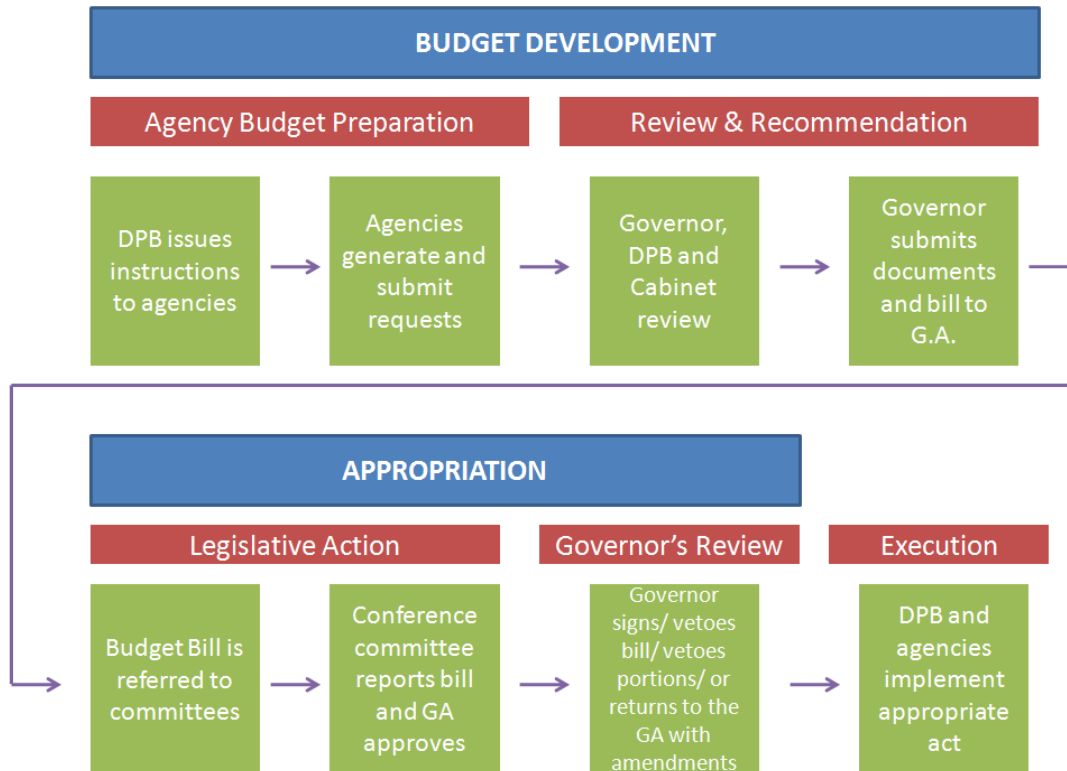 BUDGET DEVELOPMENT
Agency Budget Preparation
Review & Recommendation
DPB issues
instructions
to agencies
Agencies
generate and
submit
requests
Governor,
DPB and
Cabinet
review
Governor
submits
documents
and bill to
G.A.
APPROPRIATION
Legislative Action
Governor's Review
Execution
Budget Bill is
referred to
committees
Conference
committee
reports bill
and GA
approves
Governor
signs/ vetoes
bill/ vetoes
portions/ or
returns to the
GA with
amendments
DPB and
agencies
implement
appropriate
act